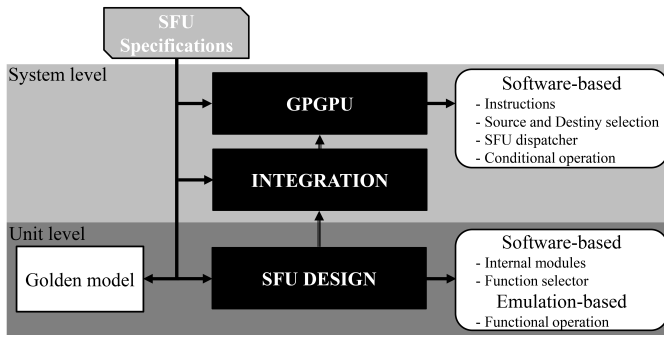 SFU
Specifications
System level
GPGPU
Software-based
- Instructions
- Source and Destiny selection
- SFU dispatcher
- Conditional operation
INTEGRATION
Unit level
Golden model
SFU DESIGN
Software-based
- Internal modules
- Function selector
Emulation-based
- Functional operation